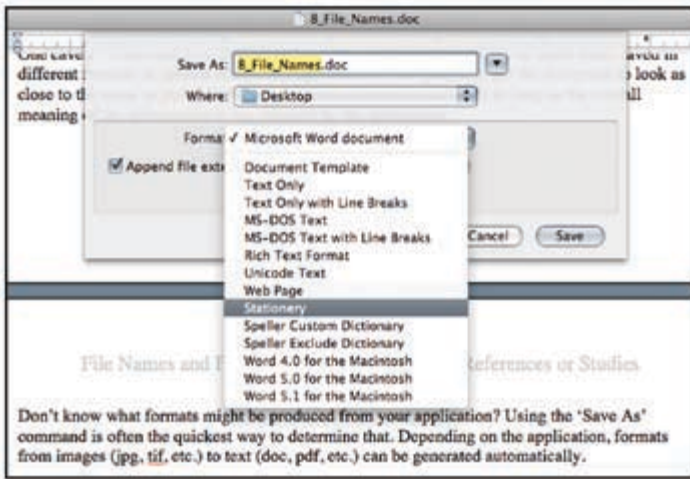 8_File_Names.doc
different
close to th
meaning
Save As: 8_File_Names.doc
look as
all
Where: Desktop
Format ✓ Microsoft Word document
Append file exte
Document Template
Text Only
Text Only with Line Breaks
MS-DOS Text
MS-DOS Text with Line Breaks
Rich Text Format
Unicode Text
Web Page
Stationery
Speller Custom Dictionary
Speller Exclude Dictionary
Word 4.0 for the Macintosh
Word 5.0 for the Macintosh
Word 5.1 for the Macintosh
Cancel Save
File Names and F References or Studies
Don't know what formats might be produced from your application? Using the 'Save As'
command is often the quickest way to determine that. Depending on the application, formats
from images (jpg, tif, etc.) to text (doc, pdf, etc.) can be generated automatically.